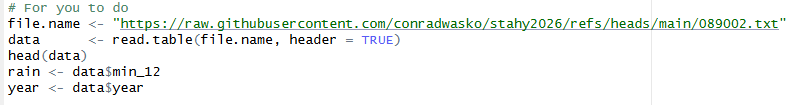 # For you to do
file.name <- "https://raw.githubusercontent.com/conradwasko/stahy2026/refs/heads/main/089002.txt"
data      <- read.table(file.name, header = TRUE)
head(data)
rain <- data$min_12
year <- data$year